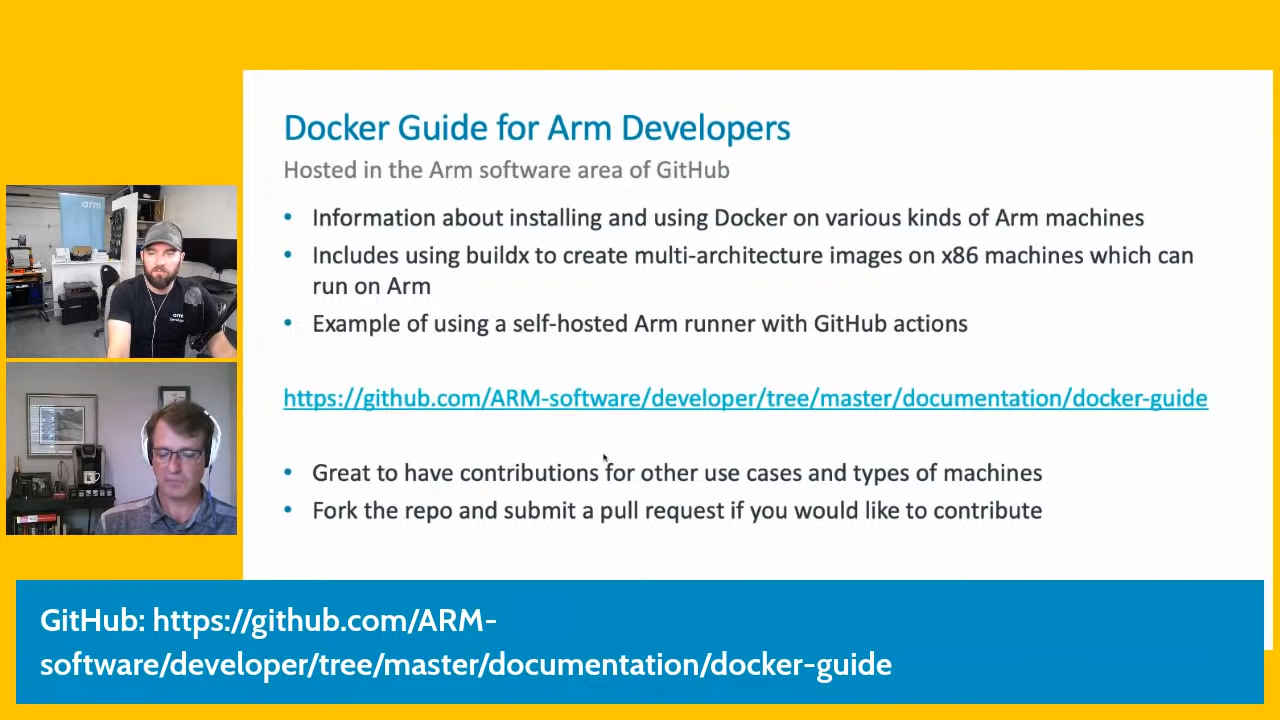 Docker Guide for Arm Developers
Hosted in the Arm software area of GitHub
• Information about installing and using Docker on various kinds of Arm machines
• Includes using buildx to create multi-architecture images on x86 machines which can
run on Arm
• Example of using a self-hosted Arm runner with GitHub actions
https://github.com/ARM-software/developer/tree/master/documentation/docker-guide
• Great to have contributions for other use cases and types of machines
• Fork the repo and submit a pull request if you would like to contribute
arm
arm
GitHub: https://github.com/ARM-
software/developer/tree/master/documentation/docker-guide